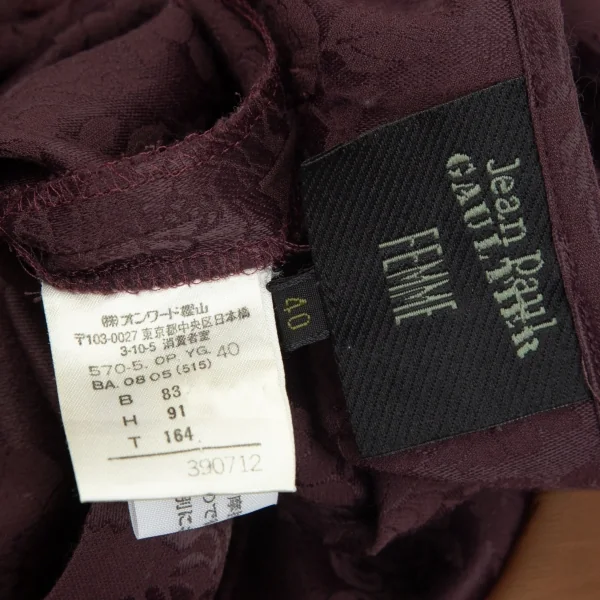 Jean Paul
GAULTIER
FEMME
40
(株)オンワード樫山
〒103-0027 東京都中央区日本橋
3-10-5 消費者室
570-5. OP. YG. 40
BA. 0805 (515)
B 83
H 91
T 164
390712